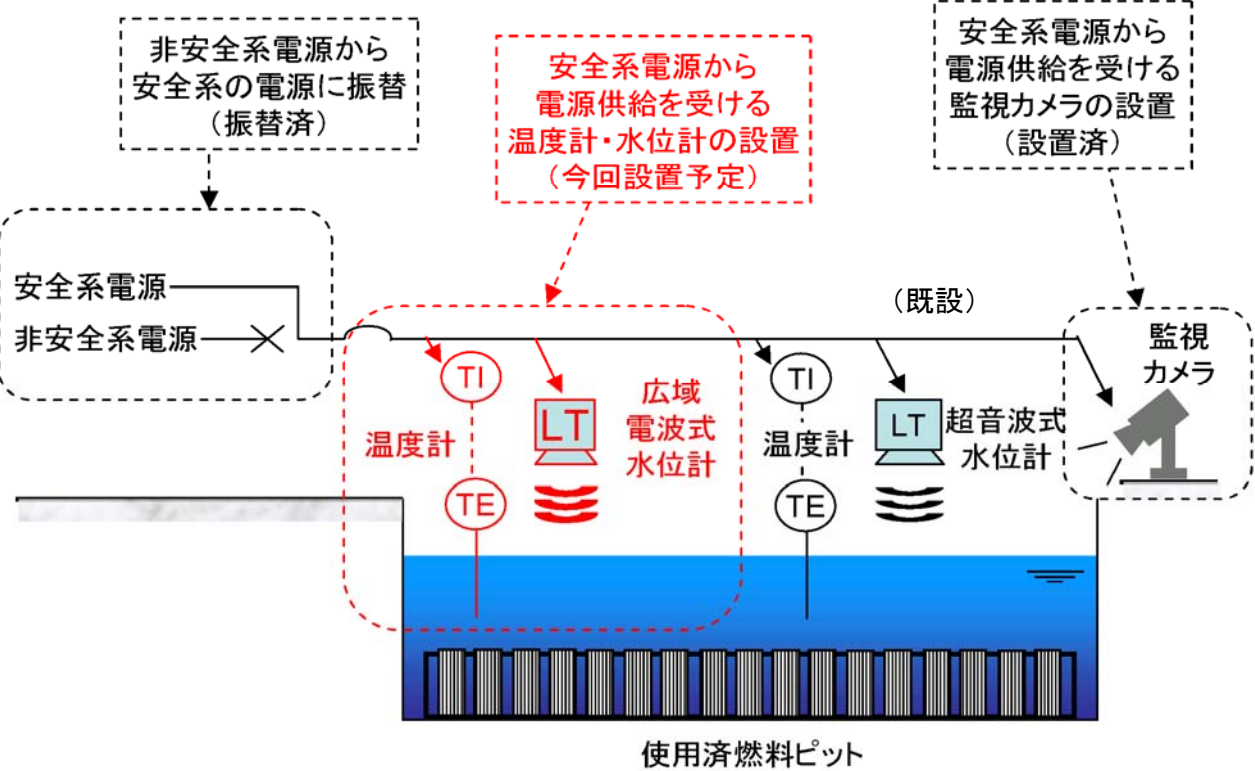 非安全系電源から
安全系の電源に振替
（振替済）
安全系電源から
電源供給を受ける
温度計・水位計の設置
（今回設置予定）
安全系電源から
電源供給を受ける
監視カメラの設置
（設置済）
安全系電源
非安全系電源
（既設）
監視
カメラ
TI
温度計
TE
LT
広域
電波式
水位計
TI
温度計
TE
LT
超音波式
水位計
使用済燃料ピット